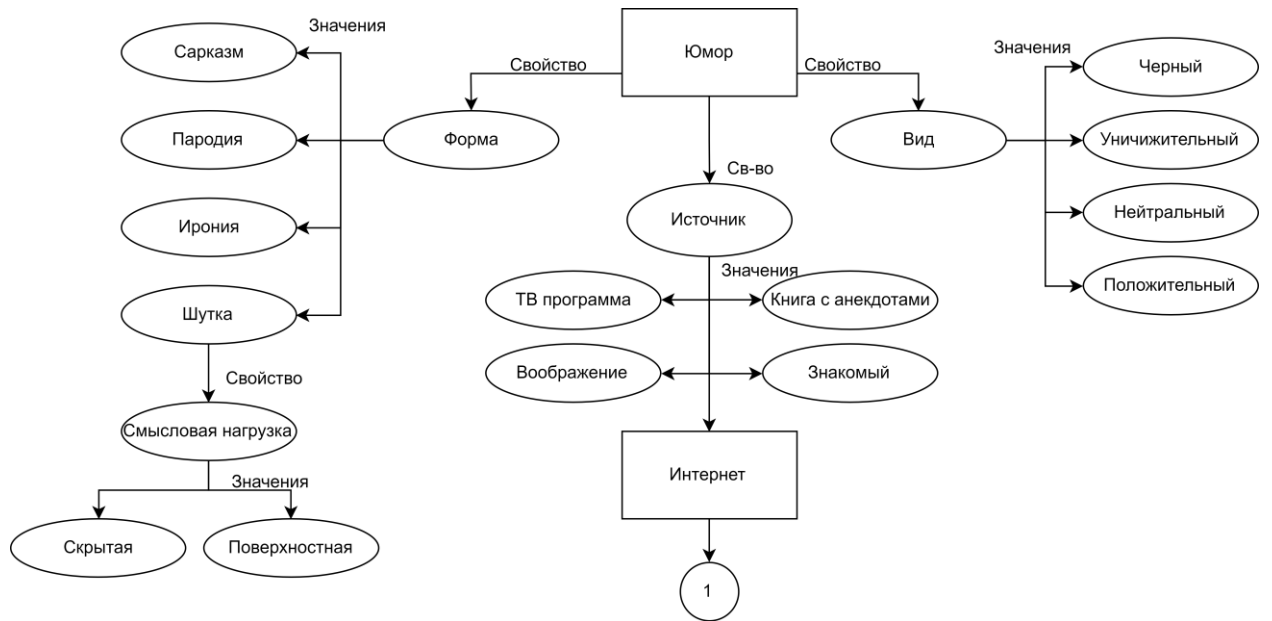 Юмор
Свойство
Свойство
Св-во
Форма
Значения
Сарказм
Пародия
Ирония
Шутка
Свойство
Смысловая нагрузка
Значения
Скрытая
Поверхностная
Источник
Значения
ТВ программа
Книга с анекдотами
Воображение
Знакомый
Интернет
1
Вид
Значения
Черный
Уничижительный
Нейтральный
Положительный